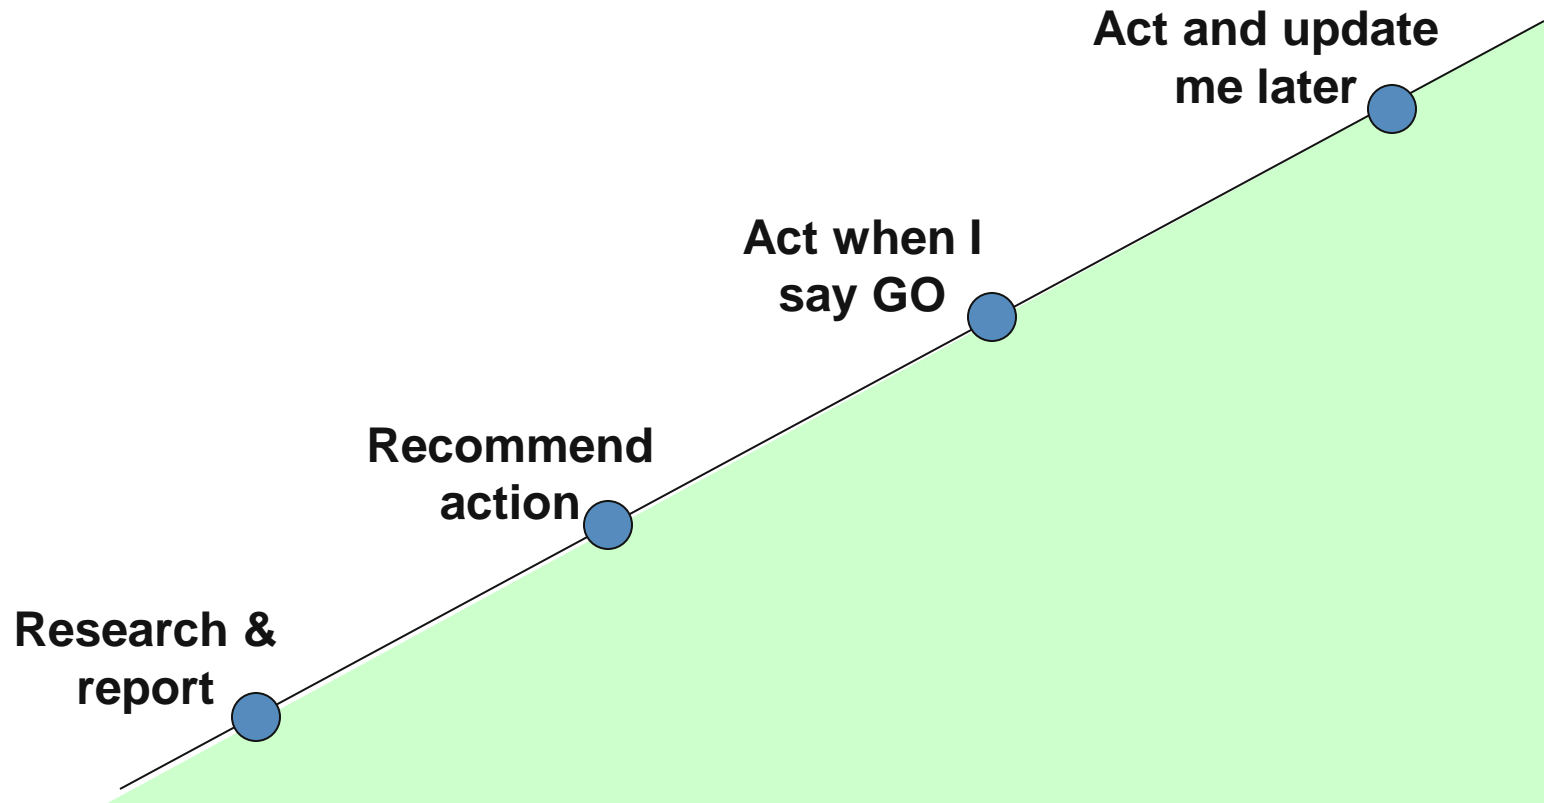 Act and update
me later
Act when I
say GO
Recommend
action
Research &
report